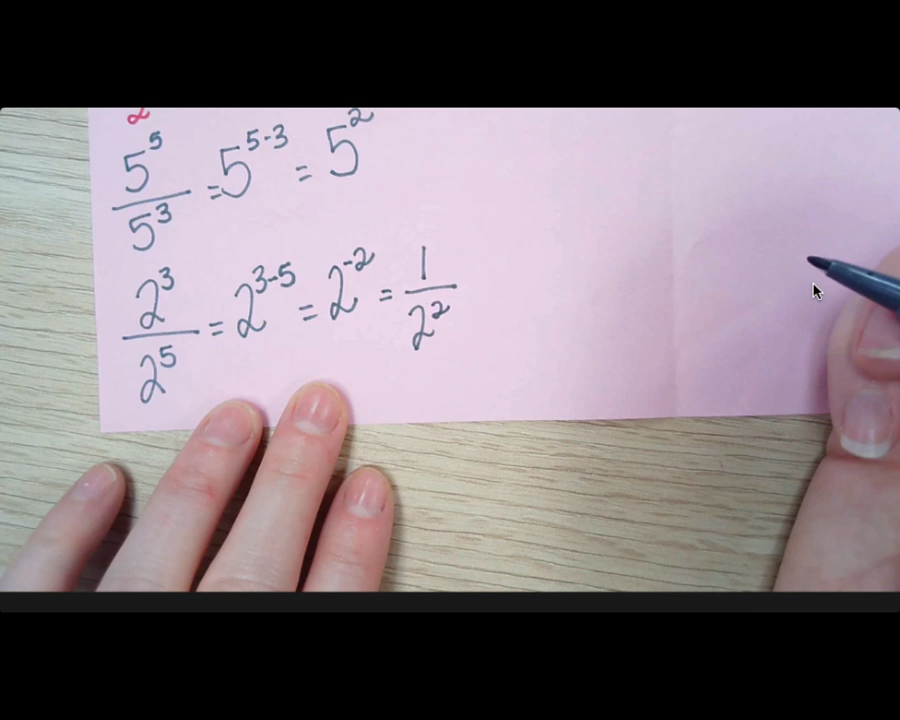 5^5/5^3 = 5^{5-3} = 5^2
2^3/2^5 = 2^{3-5} = 2^{-2} = 1/2^2